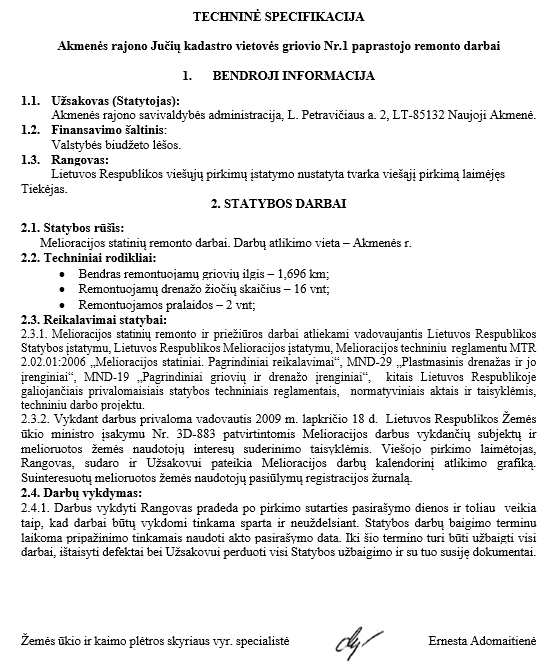 TECHNINĖ SPECIFIKACIJA
Akmenės rajono Jučių kadastro vietovės griovio Nr.1 paprastojo remonto darbai
1. BENDROJI INFORMACIJA
1.1. Užsakovas (Statytojas):
Akmenės rajono savivaldybės administracija, L. Petravičiaus a. 2, LT-85132 Naujoji Akmenė.
1.2. Finansavimo šaltinis:
Valstybės biudžeto lėšos.
1.3. Rangovas:
Lietuvos Respublikos viešųjų pirkimų įstatymo nustatyta tvarka viešąjį pirkimą laimėjęs
Tiekėjas.
2. STATYBOS DARBAI
2.1. Statybos rūšis:
Melioracijos statinių remonto darbai. Darbų atlikimo vieta – Akmenės r.
2.2. Techniniai rodikliai:
• Bendras remontuojamų griovių ilgis – 1,696 km;
• Remontuojamų drenažo žiočių skaičius – 16 vnt;
• Remontuojamos pralaidos – 2 vnt;
2.3. Reikalavimai statybai:
2.3.1. Melioracijos statinių remonto ir priežiūros darbai atliekami vadovaujantis Lietuvos Respublikos
Statybos įstatymu, Lietuvos Respublikos Melioracijos įstatymu, Melioracijos techniniu reglamentu MTR
2.02.01:2006 „Melioracijos statiniai. Pagrindiniai reikalavimai“, MND-29 „Plastmasinis drenažas ir jo
įrenginiai“, MND-19 „Pagrindiniai griovių ir drenažo įrenginiai“, kitais Lietuvos Respublikoje
galiojančiais privalomaisiais statybos techniniais reglamentais, normatyviniais aktais ir taisyklėmis,
techniniu darbo projektu.
2.3.2. Vykdant darbus privaloma vadovautis 2009 m. lapkričio 18 d. Lietuvos Respublikos Žemės
ūkio ministro įsakymu Nr. 3D-883 patvirtintomis Melioracijos darbus vykdančių subjektų ir
melioruotos žemės naudotojų interesų suderinimo taisyklėmis. Viešojo pirkimo laimėtojas,
Rangovas, sudaro ir Užsakovui pateikia Melioracijos darbų kalendorinį atlikimo grafiką.
Suinteresuotų melioruotos žemės naudotojų pasiūlymų registracijos žurnalą.
2.4. Darbų vykdymas:
2.4.1. Darbus vykdyti Rangovas pradeda po pirkimo sutarties pasirašymo dienos ir toliau veikia
taip, kad darbai būtų vykdomi tinkama sparta ir neuždelsiant. Statybos darbų baigimo terminu
laikoma pripažinimo tinkamais naudoti akto pasirašymo data. Iki šio termino turi būti užbaigti visi
darbai, ištaisyti defektai bei Užsakovui perduoti visi Statybos užbaigimo ir su tuo susiję dokumentai.
Žemės ūkio ir kaimo plėtros skyriaus vyr. specialistė Ernesta Adomaitienė